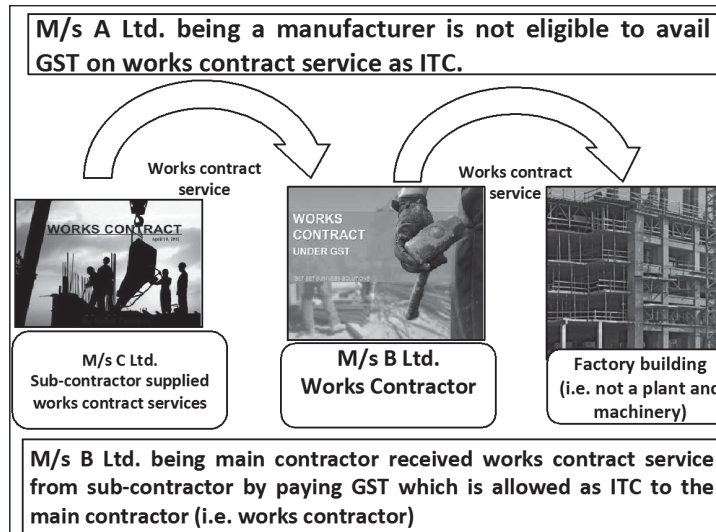 M/s A Ltd. being a manufacturer is not eligible to avail
GST on works contract service as ITC.
Works contract
service
Works contract
service
WORKS CONTRACT
April 19, 2012
WORKS
CONTRACT
UNDER GST
M/s C Ltd.
Sub-contractor supplied
works contract services
M/s B Ltd.
Works Contractor
Factory building
(i.e. not a plant and
machinery)
M/s B Ltd. being main contractor received works contract service
from sub-contractor by paying GST which is allowed as ITC to the
main contractor (i.e. works contractor)